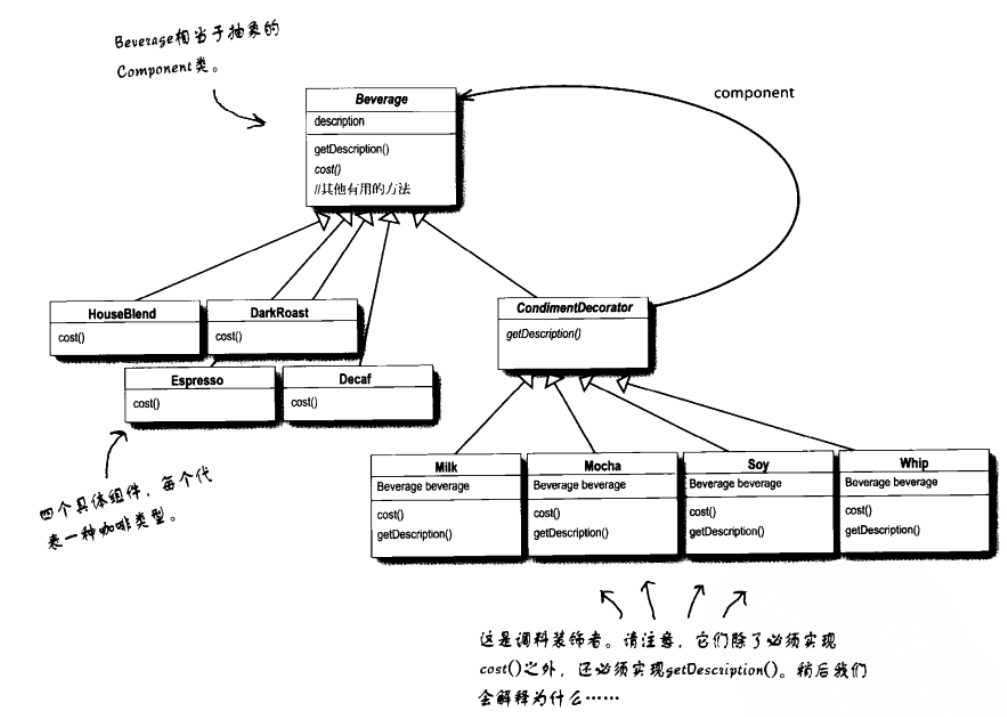 Beverage相当于抽象的
Component类。
component
Beverage
description
getDescription()
cost()
//其他有用的方法
HouseBlend
cost()
DarkRoast
cost()
CondimentDecorator
getDescription()
Espresso
cost()
Decaf
cost()
四个具体组件，每个代
表一种咖啡类型。
Milk
Beverage beverage
cost()
getDescription()
Mocha
Beverage beverage
cost()
getDescription()
Soy
Beverage beverage
cost()
getDescription()
Whip
Beverage beverage
cost()
getDescription()
这是调料装饰者。请注意，它们除了必须实现
cost()之外，还必须实现getDescription()。稍后我们
会解释为什么……